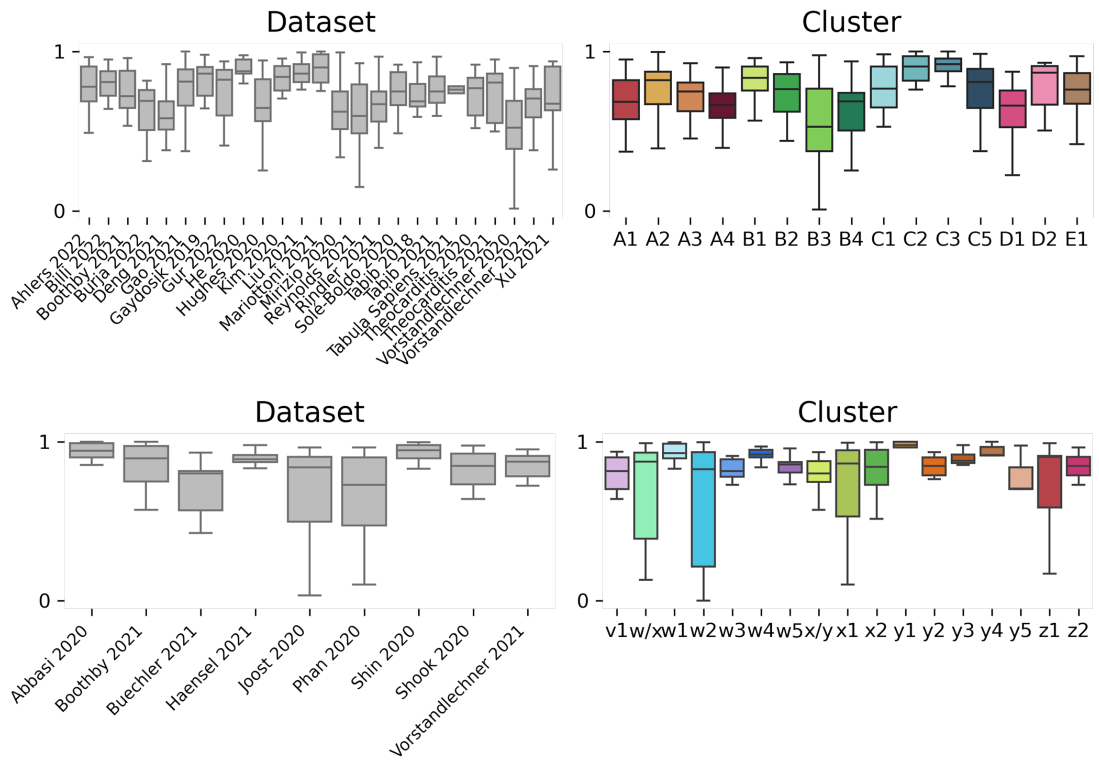 Dataset
1
0
Ahlers 2022
Billi 2022
Boothby 2021
Burja 2022
Deng 2021
Gao 2021
Gaydosik 2019
Gur 2022
He 2020
Hughes 2020
Kim 2020
Liu 2021
Mariottoni 2021
Mirizio 2020
Reynolds 2021
Rindler 2021
Solé-Boldo 2020
Tabib 2018
Tabib 2021
Tabula Sapiens 2021
Theocarditis 2020
Theocarditis 2021
Vorstandlechner 2020
Vorstandlechner 2021
Xu 2021
Cluster
1
0
A1 A2 A3 A4 B1 B2 B3 B4 C1 C2 C3 C5 D1 D2 E1
Dataset
1
0
Abbasi 2020
Boothby 2021
Buechler 2021
Haensel 2021
Joost 2020
Phan 2020
Shin 2020
Shook 2020
Vorstandlechner 2021
Cluster
1
0
v1 w/x w1 w2 w3 w4 w5 x/y x1 x2 y1 y2 y3 y4 y5 z1 z2